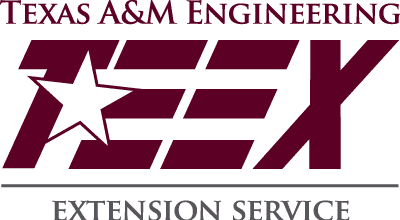 TEXAS A&M ENGINEERING
TEEX
EXTENSION SERVICE